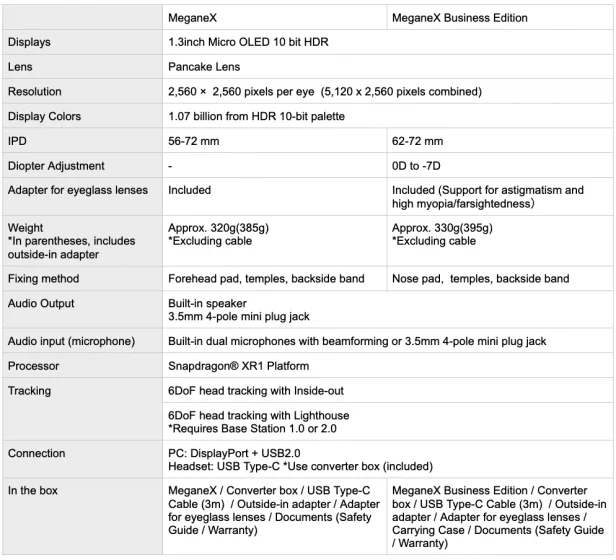 MeganeX MeganeX Business Edition
Displays 1.3inch Micro OLED 10 bit HDR
Lens Pancake Lens
Resolution 2,560 × 2,560 pixels per eye (5,120 x 2,560 pixels combined)
Display Colors 1.07 billion from HDR 10-bit palette
IPD 56-72 mm 62-72 mm
Diopter Adjustment - 0D to -7D
Adapter for eyeglass lenses Included Included (Support for astigmatism and
high myopia/farsightedness)
Weight Approx. 320g(385g) Approx. 330g(395g)
*In parentheses, includes *Excluding cable *Excluding cable
outside-in adapter
Fixing method Forehead pad, temples, backside band Nose pad, temples, backside band
Audio Output Built-in speaker
3.5mm 4-pole mini plug jack
Audio input (microphone) Built-in dual microphones with beamforming or 3.5mm 4-pole mini plug jack
Processor Snapdragon® XR1 Platform
Tracking 6DoF head tracking with Inside-out
6DoF head tracking with Lighthouse
*Requires Base Station 1.0 or 2.0
Connection PC: DisplayPort + USB2.0
Headset: USB Type-C *Use converter box (included)
In the box MeganeX / Converter box / USB Type-C MeganeX Business Edition / Converter
Cable (3m) / Outside-in adapter / Adapter box / USB Type-C Cable (3m) / Outside-in
for eyeglass lenses / Documents (Safety adapter / Adapter for eyeglass lenses /
Guide / Warranty) Carrying Case / Documents (Safety Guide
/ Warranty)